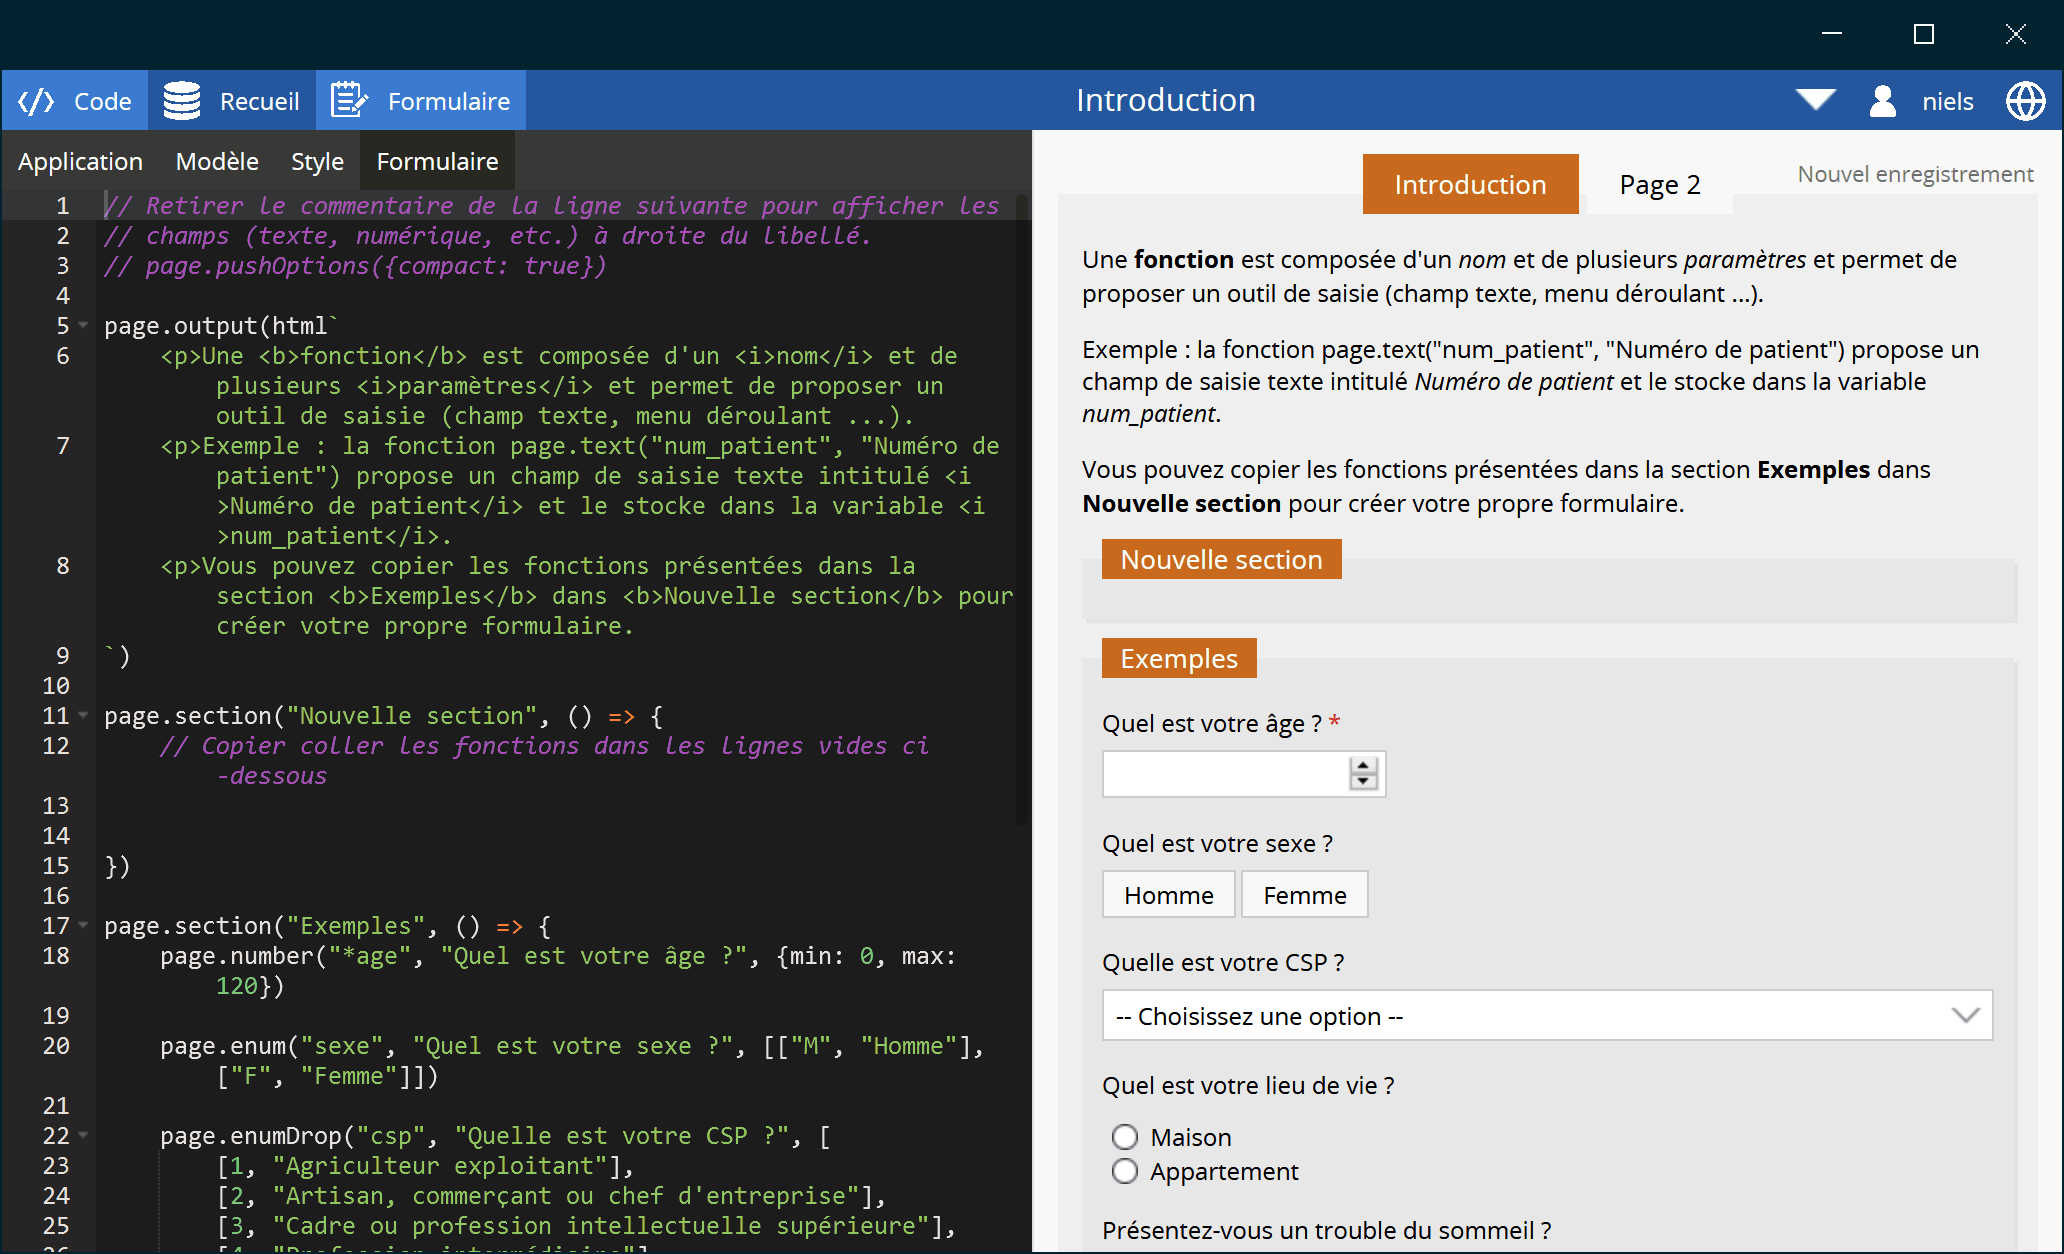 Code Recueil Formulaire Introduction niels
Application Modèle Style Formulaire
1 // Retirer le commentaire de la ligne suivante pour afficher les
2 // champs (texte, numérique, etc.) à droite du libellé.
3 // page.pushOptions({compact: true})
4
5 page.output(html`
6 <p>Une <b>fonction</b> est composée d'un <i>nom</i> et de
plusieurs <i>paramètres</i> et permet de proposer un
outil de saisie (champ texte, menu déroulant ...).
7 <p>Exemple : la fonction page.text("num_patient", "Numéro de
patient") propose un champ de saisie texte intitulé <i
>Numéro de patient</i> et le stocke dans la variable <i
>num_patient</i>.
8 <p>Vous pouvez copier les fonctions présentées dans la
section <b>Exemples</b> dans <b>Nouvelle section</b> pour
créer votre propre formulaire.
9 `)
10
11 page.section("Nouvelle section", () => {
12 // Copier coller les fonctions dans les lignes vides ci
-dessous
13
14
15 })
16
17 page.section("Exemples", () => {
18 page.number("*age", "Quel est votre âge ?", {min: 0, max:
120})
19
20 page.enum("sexe", "Quel est votre sexe ?", [["M", "Homme"],
["F", "Femme"]])
21
22 page.enumDrop("csp", "Quelle est votre CSP ?", [
23 [1, "Agriculteur exploitant"],
24 [2, "Artisan, commerçant ou chef d'entreprise"],
25 [3, "Cadre ou profession intellectuelle supérieure"],
Introduction Page 2 Nouvel enregistrement
Une fonction est composée d'un nom et de plusieurs paramètres et permet de
proposer un outil de saisie (champ texte, menu déroulant ...).
Exemple : la fonction page.text("num_patient", "Numéro de patient") propose un
champ de saisie texte intitulé Numéro de patient et le stocke dans la variable
num_patient.
Vous pouvez copier les fonctions présentées dans la section Exemples dans
Nouvelle section pour créer votre propre formulaire.
Nouvelle section
Exemples
Quel est votre âge ? *
Quel est votre sexe ?
Homme Femme
Quelle est votre CSP ?
-- Choisissez une option --
Quel est votre lieu de vie ?
Maison
Appartement
Présentez-vous un trouble du sommeil ?